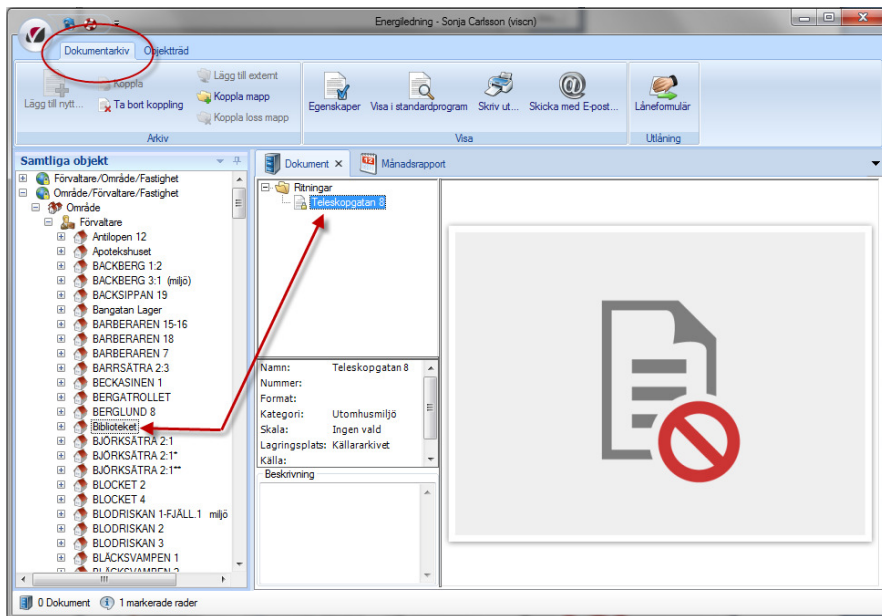 Energiledning - Sonja Carlsson (viscn)
Dokumentarkiv Objektträd
Lägg till nytt...
Koppla
Ta bort koppling
Lägg till externt
Koppla mapp
Koppla loss mapp
Arkiv
Egenskaper
Visa i standardprogram
Skriv ut...
Skicka med E-post...
Visa
Låneformulär
Utlåning
Samtliga objekt
Förvaltare/Område/Fastighet
Område/Förvaltare/Fastighet
Område
Förvaltare
Antilopen 12
Apotekshuset
BACKBERG 1:2
BACKBERG 3:1 (miljö)
BACKSIPPAN 19
Bangatan Lager
BARBERAREN 15-16
BARBERAREN 18
BARBERAREN 7
BARRSÄTRA 2:3
BECKASINEN 1
BERGATROLLET
BERGLUND 8
Biblioteket
BJÖRKSÄTRA 2:1
BJÖRKSÄTRA 2:1*
BJÖRKSÄTRA 2:1**
BLOCKET 2
BLOCKET 4
BLODRISKAN 1-FJÄLL.1 miljö
BLODRISKAN 2
BLODRISKAN 3
BLÄCKSVAMPEN 1
BLÄCKSVAMPEN 2
Dokument
12
Månadsrapport
Ritningar
Teleskopgatan 8
Namn: Teleskopgatan 8
Nummer:
Format:
Kategori: Utomhusmiljö
Skala: Ingen vald
Lagringsplats: Källararkivet
Källa:
Beskrivning
0 Dokument
1 markerade rader